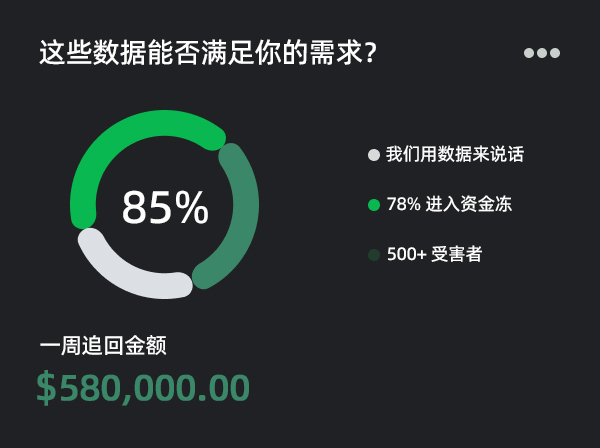 这些数据能否满足你的需求？
85%
我们用数据来说话
78% 进入资金冻
500+ 受害者
一周追回金额
$580,000.00